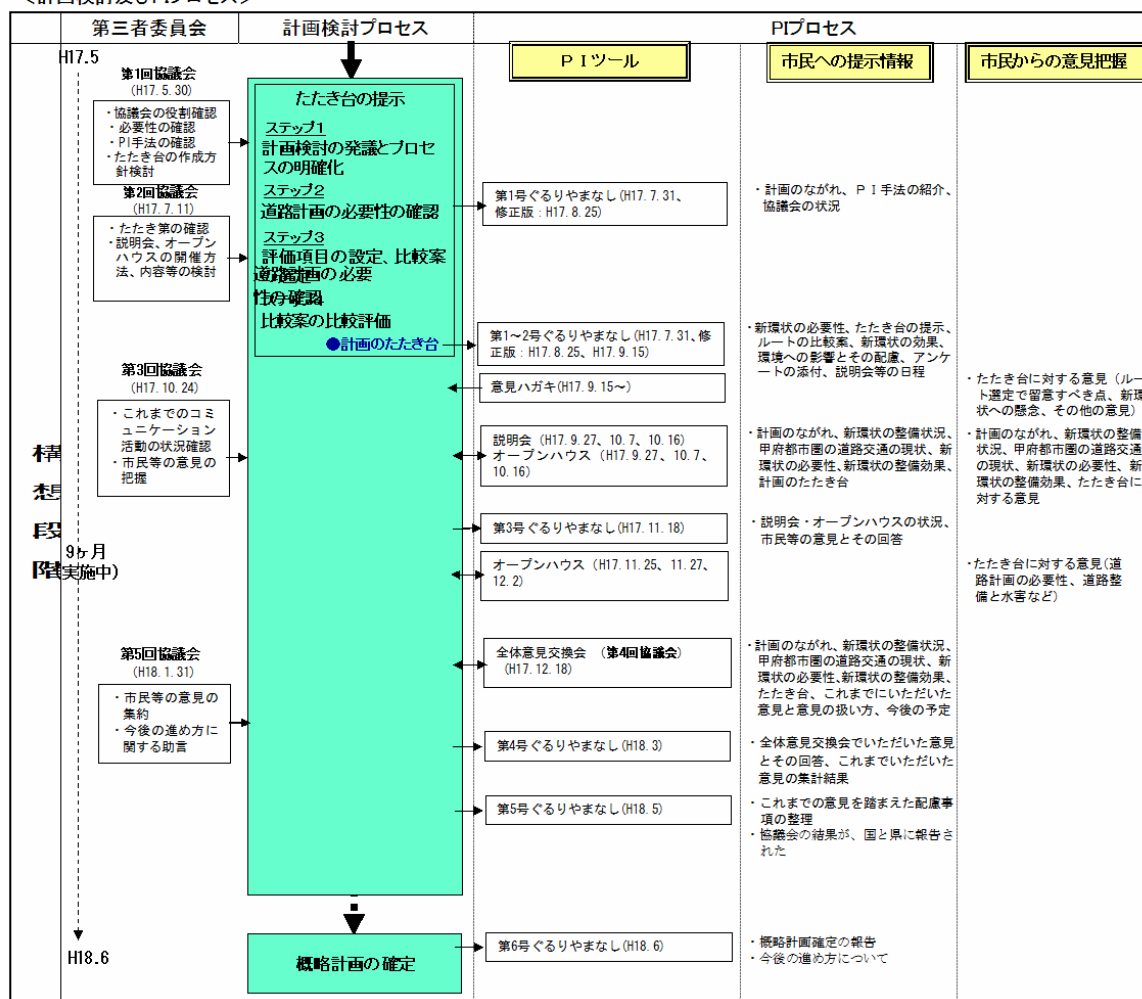 ＜計画検討及びPIプロセス＞
第三者委員会
計画検討プロセス
PIプロセス
ＰＩツール
市民への提示情報
市民からの意見把握
構想段階
H17.5
9ヶ月
(実施中)
H18.6
第1回協議会
(H17.5.30)
・協議会の役割確認
・必要性の確認
・PI手法の確認
・たたき台の作成方
針検討
第2回協議会
(H17.7.11)
・たたき第の確認
・説明会、オープン
ハウスの開催方
法、内容等の検討
第3回協議会
(H17.10.24)
・これまでのコミ
ュニケーション
活動の状況確認
・市民等の意見の
把握
第5回協議会
(H18.1.31)
・市民等の意見の
集約
・今後の進め方に
関する助言
たたき台の提示
ステップ1
計画検討の発議とプロセ
スの明確化
ステップ2
道路計画の必要性の確認
ステップ3
評価項目の設定、比較案
道路計画の必要
性の確認
比較案の比較評価
●計画のたたき台
概略計画の確定
第1号ぐるりやまなし(H17.7.31、
修正版：H17.8.25)
・計画のながれ、ＰＩ手法の紹介、
協議会の状況
第1～2号ぐるりやまなし(H17.7.31、修
正版：H17.8.25、H17.9.15)
・新環状の必要性、たたき台の提示、
ルートの比較案、新環状の効果、
環境への影響とその配慮、アンケ
ートの添付、説明会等の日程
意見ハガキ(H17.9.15～)
・たたき台に対する意見（ルー
ト選定で留意すべき点、新環
状への懸念、その他の意見）
説明会（H17.9.27、10.7、10.16）
オープンハウス（H17.9.27、10.7、
10.16）
・計画のながれ、新環状の整備状況、
甲府都市圏の道路交通の現状、新
環状の必要性、新環状の整備効果、
計画のたたき台
・計画のながれ、新環状の整備
状況、甲府都市圏の道路交通
の現状、新環状の必要性、新
環状の整備効果、たたき台に
対する意見
第3号ぐるりやまなし(H17.11.18)
・説明会・オープンハウスの状況、
市民等の意見とその回答
オープンハウス（H17.11.25、11.27、
12.2）
・たたき台に対する意見(道
路計画の必要性、道路整
備と水害など)
全体意見交換会　（第4回協議会）
(H17.12.18)
・計画のながれ、新環状の整備状況、
甲府都市圏の道路交通の現状、新
環状の必要性、新環状の整備効果、
たたき台、これまでにいただいた
意見と意見の扱い方、今後の予定
第4号ぐるりやまなし(H18.3)
・全体意見交換会でいただいた意見
とその回答、これまでいただいた
意見の集計結果
第5号ぐるりやまなし(H18.5)
・これまでの意見を踏まえた配慮事
項の整理
・協議会の結果が、国と県に報告さ
れた
第6号ぐるりやまなし(H18.6)
・概略計画確定の報告
・今後の進め方について